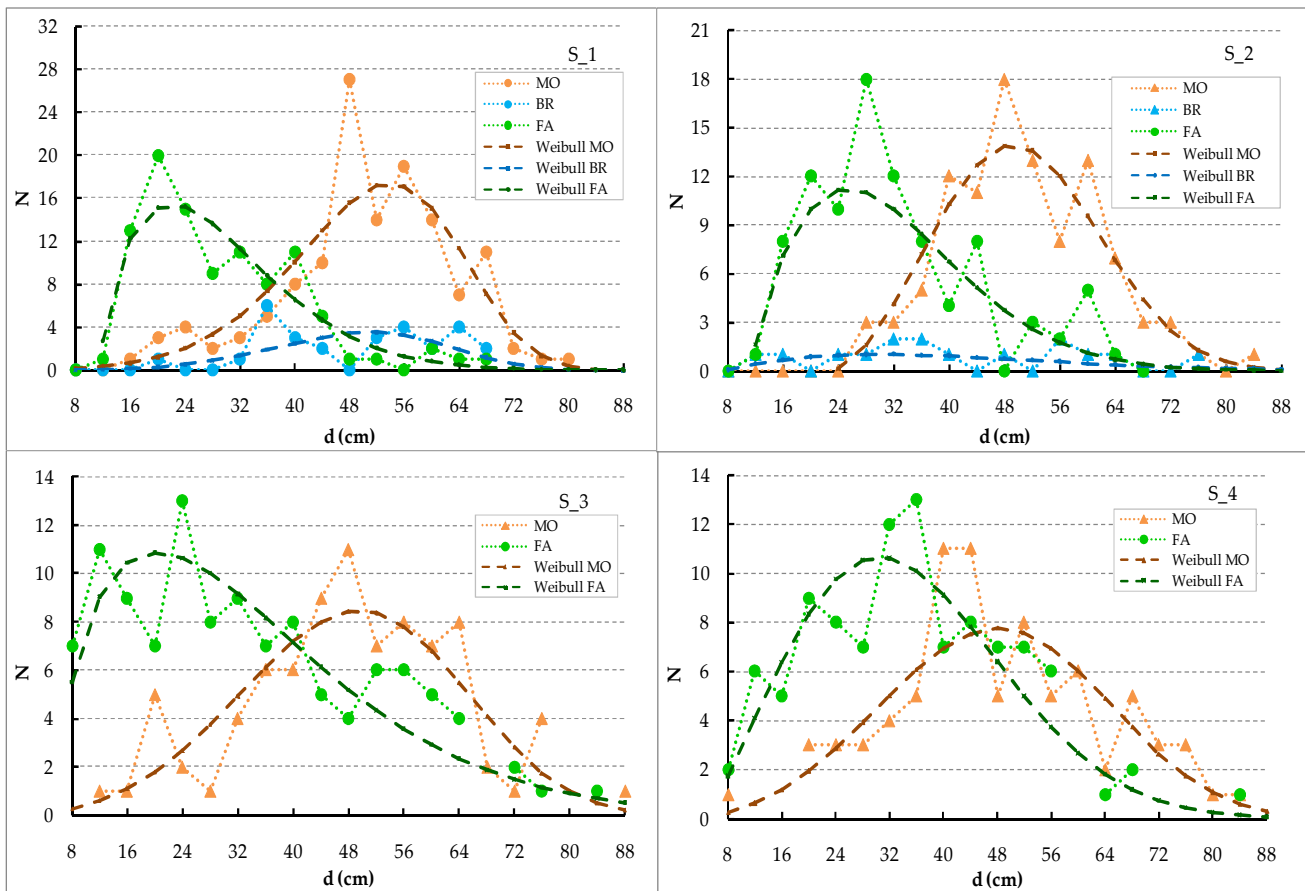 S_1
N
32
28
24
20
16
12
8
4
0
MO
BR
FA
Weibull MO
Weibull BR
Weibull FA
8 16 24 32 40 48 56 64 72 80 88
d (cm)
S_2
N
21
18
15
12
9
6
3
0
MO
BR
FA
Weibull MO
Weibull BR
Weibull FA
8 16 24 32 40 48 56 64 72 80 88
d (cm)
S_3
N
14
12
10
8
6
4
2
0
MO
FA
Weibull MO
Weibull FA
8 16 24 32 40 48 56 64 72 80 88
d (cm)
S_4
N
14
12
10
8
6
4
2
0
MO
FA
Weibull MO
Weibull FA
8 16 24 32 40 48 56 64 72 80 88
d (cm)